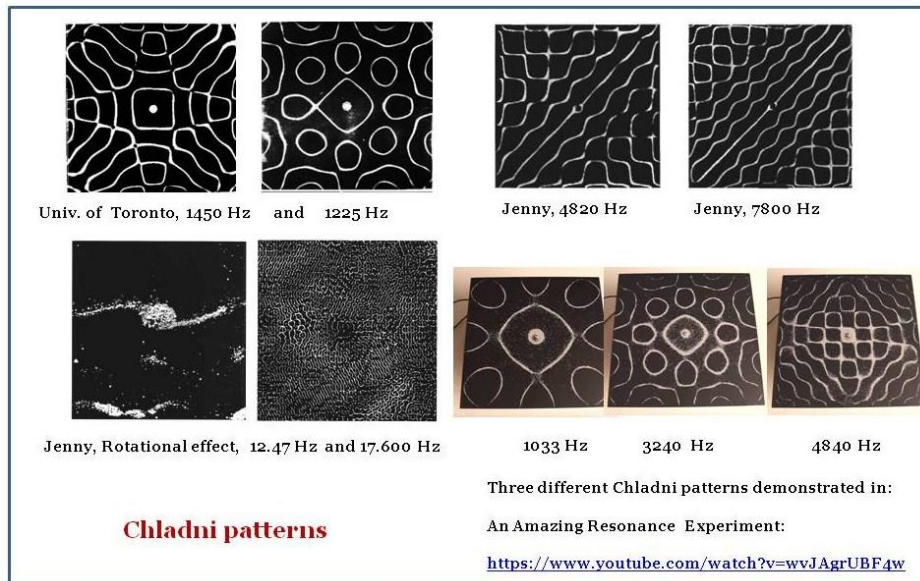 Univ. of Toronto, 1450 Hz and 1225 Hz
Jenny, 4820 Hz
Jenny, 7800 Hz
Jenny, Rotational effect, 12.47 Hz and 17.600 Hz
1033 Hz
3240 Hz
4840 Hz
Three different Chladni patterns demonstrated in:
An Amazing Resonance Experiment:
https://www.youtube.com/watch?v=wvJAgrUBF4w
Chladni patterns